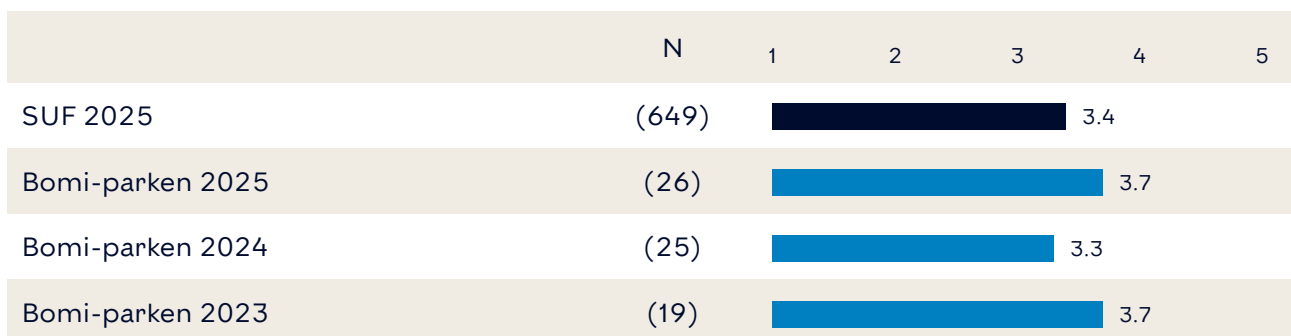 N 1 2 3 4 5
SUF 2025 (649) 3.4
Bomi-parken 2025 (26) 3.7
Bomi-parken 2024 (25) 3.3
Bomi-parken 2023 (19) 3.7